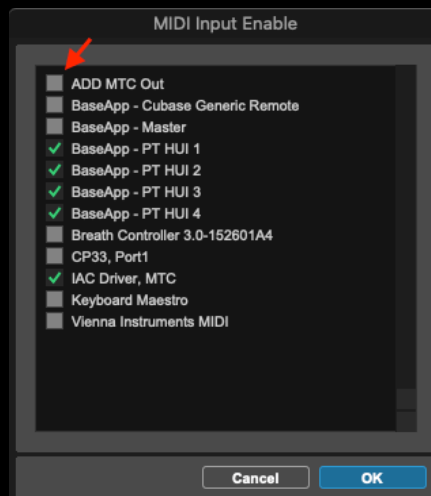 MIDI Input Enable
ADD MTC Out
BaseApp - Cubase Generic Remote
BaseApp - Master
BaseApp - PT HUI 1
BaseApp - PT HUI 2
BaseApp - PT HUI 3
BaseApp - PT HUI 4
Breath Controller 3.0-152601A4
CP33, Port1
IAC Driver, MTC
Keyboard Maestro
Vienna Instruments MIDI
Cancel
OK